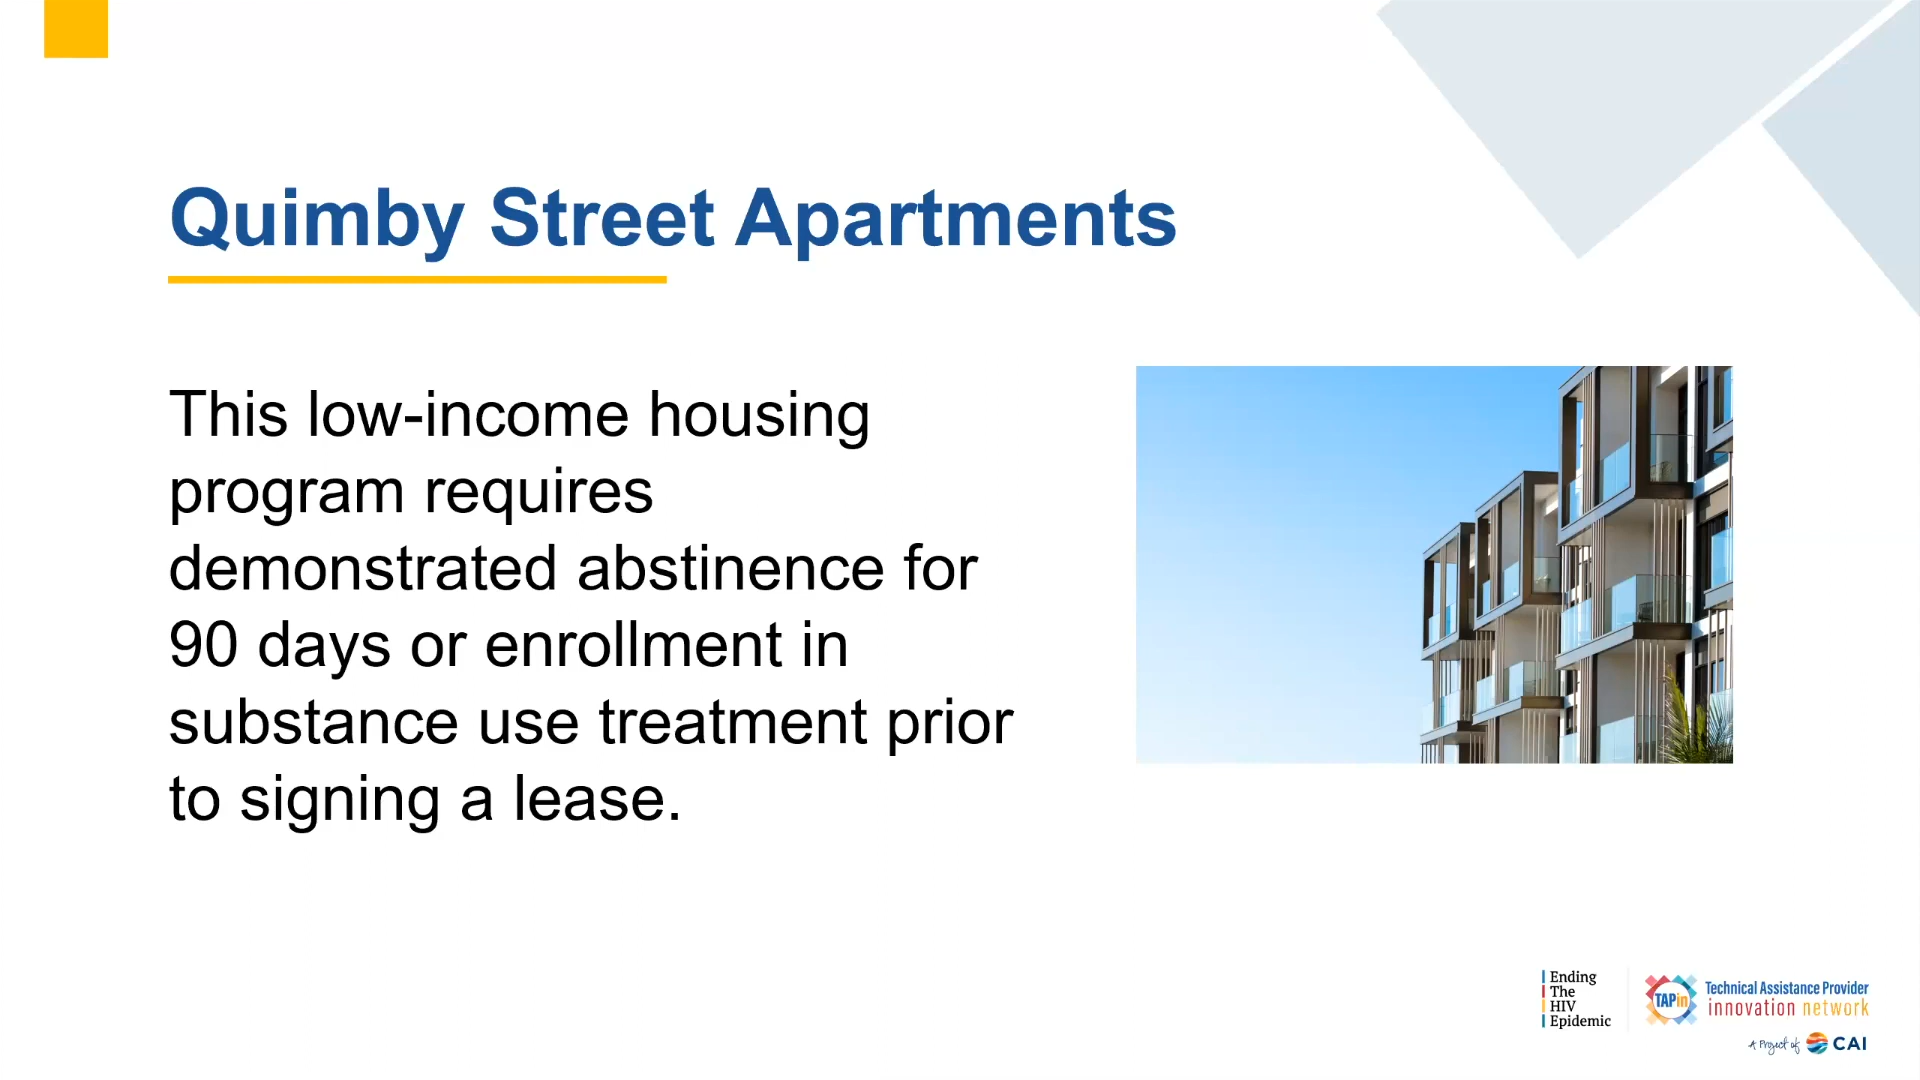 Quimby Street Apartments
This low-income housing
program requires
demonstrated abstinence for
90 days or enrollment in
substance use treatment prior
to signing a lease.
Ending
The
HIV
Epidemic
TAPin
Technical Assistance Provider
innovation network
A Project of CAI